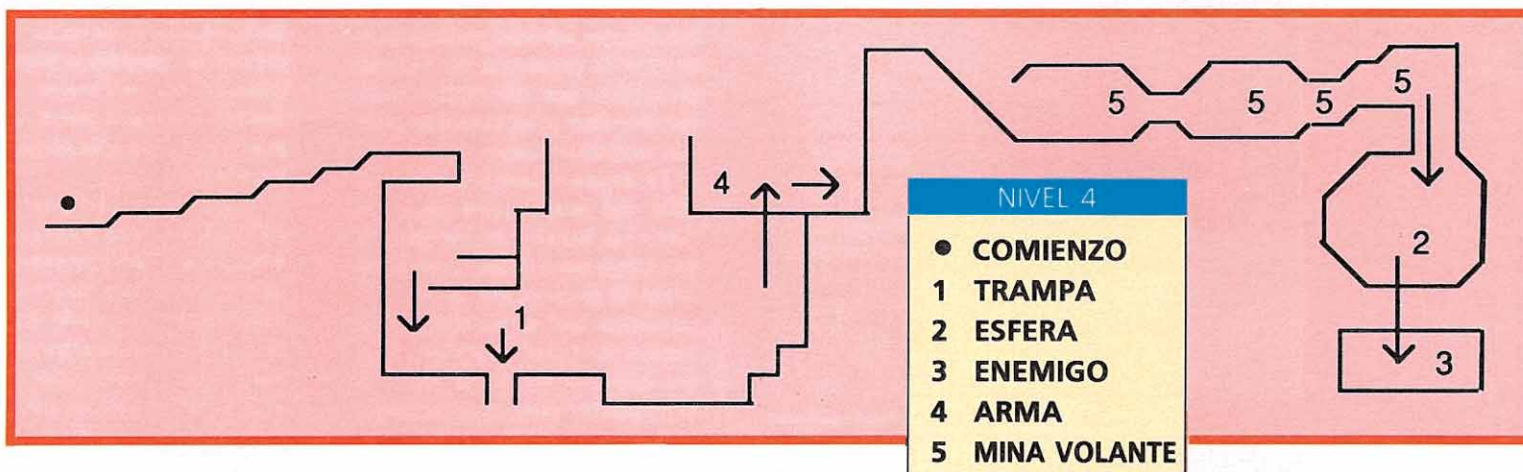 5 5 5 5
4
2
1
3
NIVEL 4
● COMIENZO
1 TRAMPA
2 ESFERA
3 ENEMIGO
4 ARMA
5 MINA VOLANTE